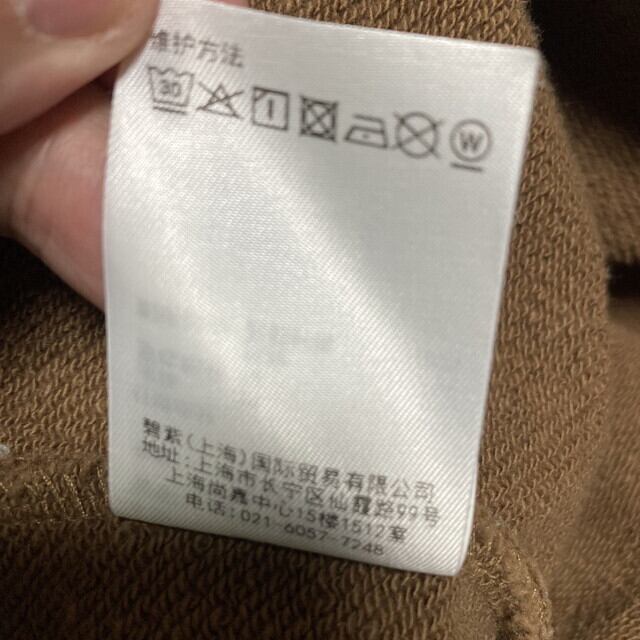 维护方法
30
W
碧素(上海)国际贸易有限公司
地址:上海市长宁区仙霞路99号
上海尚嘉中心15楼1517室
电话:021-6057-7248